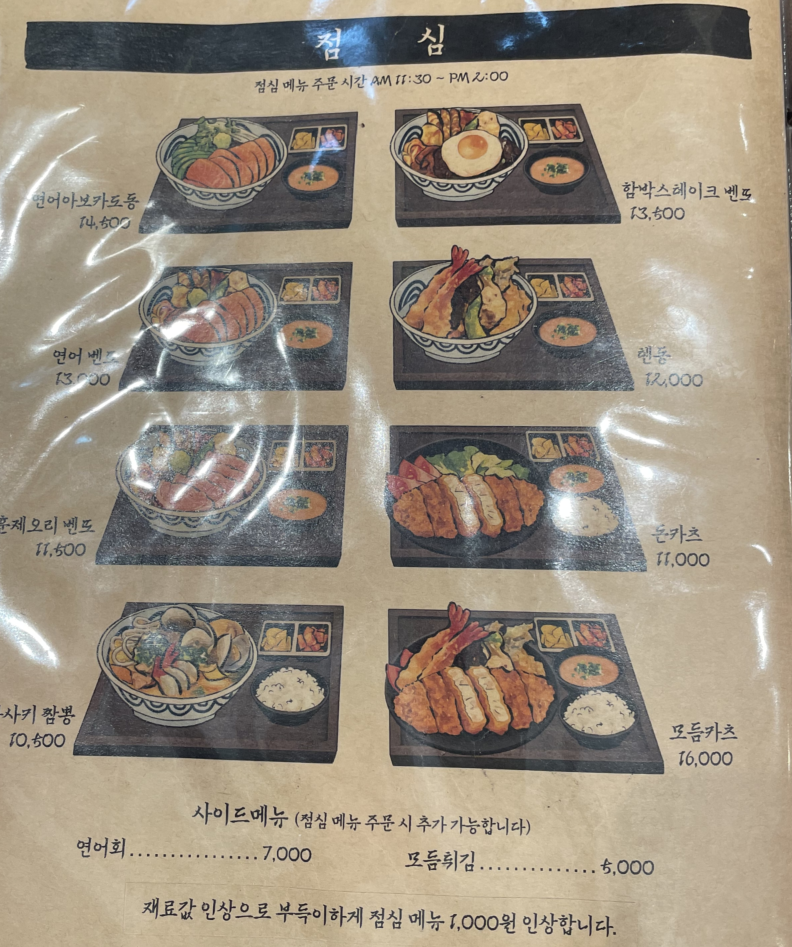 점 심
점심 메뉴 주문 시간 AM 11:30 ~ PM 2:00
연어아보카도동
14,500
함박스테이크 벤또
13,500
연어 벤또
13,000
텐동
12,000
훈제오리 벤또
11,500
돈카츠
11,000
짬뽕
10,500
모듬카츠
16,000
사이드메뉴 (점심 메뉴 주문 시 추가 가능합니다)
연어회................7,000
모듬튀김..............5,000
재료값 인상으로 부득이하게 점심 메뉴 1,000원 인상합니다.